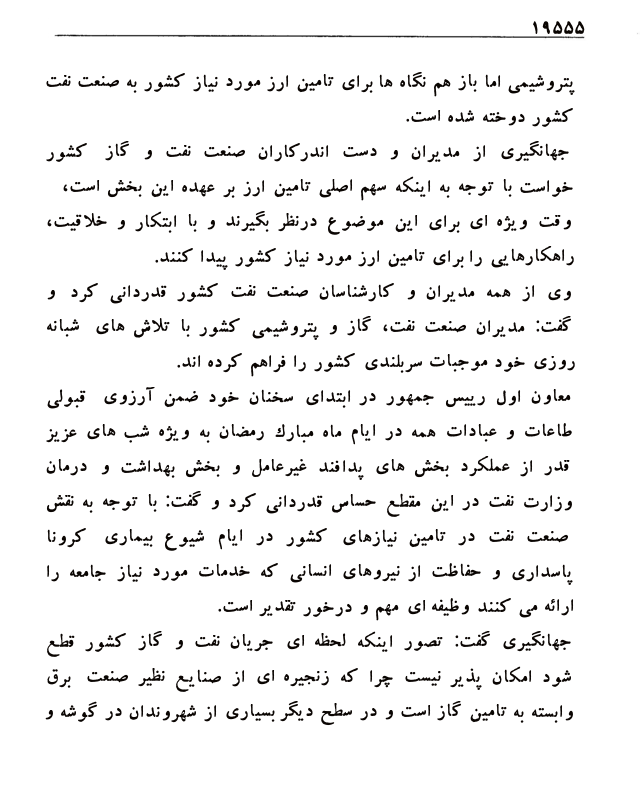 ۱۹۵۵۵
پتروشیمی اما باز هم نگاه ها برای تامین ارز مورد نیاز کشور به صنعت نفت
کشور دوخته شده است.
جهانگیری از مدیران و دست اندرکاران صنعت نفت و گاز کشور
خواست با توجه به اینکه سهم اصلی تامین ارز بر عهده این بخش است،
وقت ویژه ای برای این موضوع درنظر بگیرند و با ابتکار و خلاقیت،
راهکارهایی را برای تامین ارز مورد نیاز کشور پیدا کنند.
وی از همه مدیران و کارشناسان صنعت نفت کشور قدردانی کرد و
گفت: مدیران صنعت نفت، گاز و پتروشیمی کشور با تلاش های شبانه
روزی خود موجبات سربلندی کشور را فراهم کرده اند.
معاون اول رییس جمهور در ابتدای سخنان خود ضمن آرزوی قبولی
طاعات و عبادات همه در ایام ماه مبارك رمضان به ویژه شب های عزیز
قدر از عملکرد بخش های پدافند غیرعامل و بخش بهداشت و درمان
وزارت نفت در این مقطع حساس قدردانی کرد و گفت: با توجه به نقش
صنعت نفت در تامین نیازهای کشور در ایام شیوع بیماری کرونا
پاسداری و حفاظت از نیروهای انسانی که خدمات مورد نیاز جامعه را
ارائه می کنند وظیفه ای مهم و درخور تقدیر است.
جهانگیری گفت: تصور اینکه لحظه ای جریان نفت و گاز کشور قطع
شود امکان پذیر نیست چرا که زنجیره ای از صنایع نظیر صنعت برق
وابسته به تامین گاز است و در سطح دیگر بسیاری از شهروندان در گوشه و